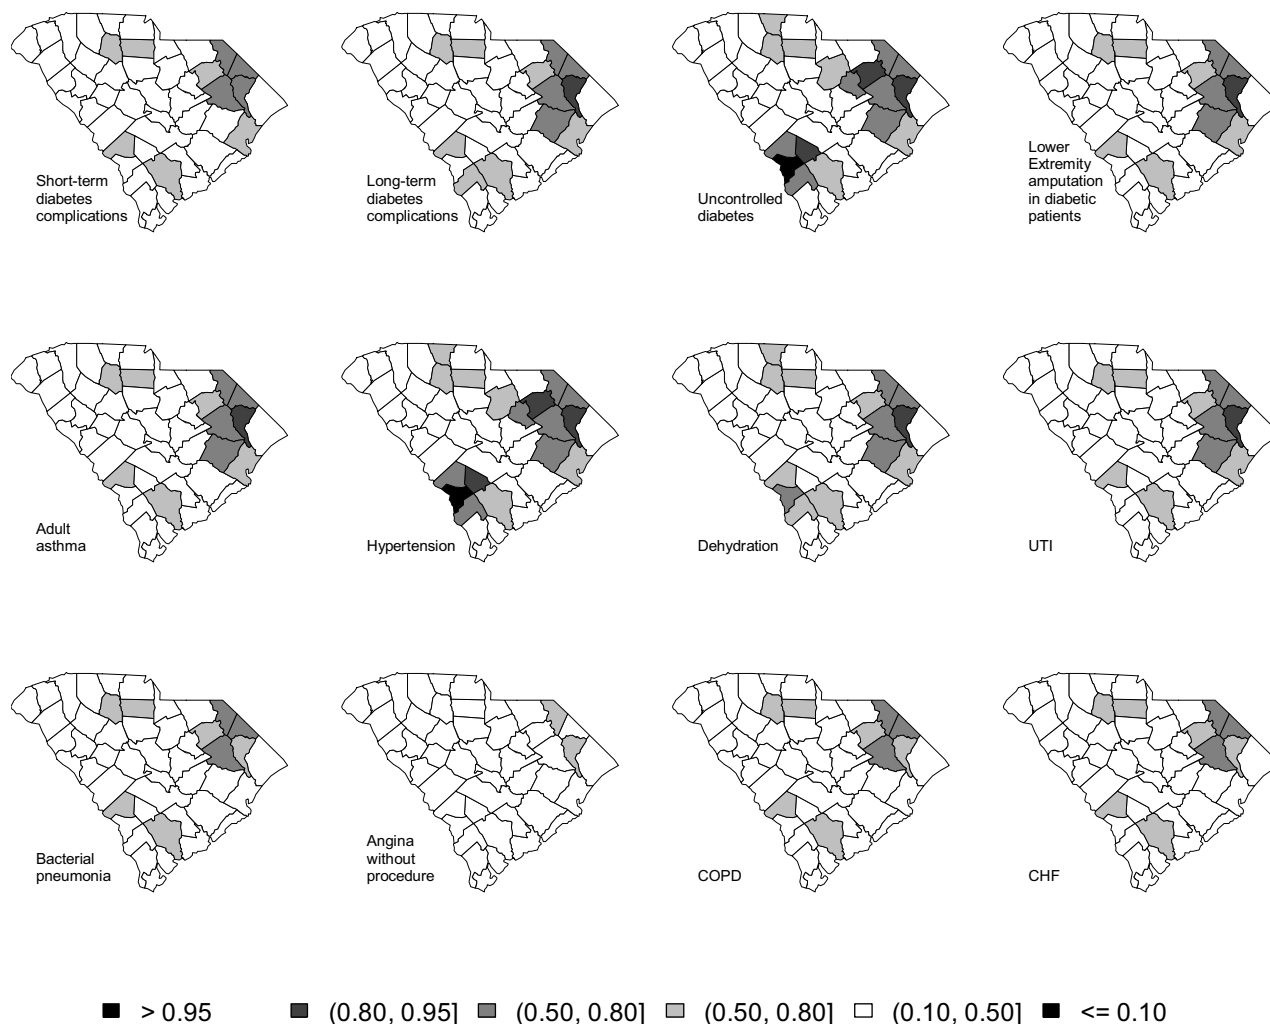 Short-term
diabetes
complications
Long-term
diabetes
complications
Uncontrolled
diabetes
Lower
Extremity
amputation
in diabetic
patients
Adult
asthma
Hypertension
Dehydration
UTI
Bacterial
pneumonia
Angina
without
procedure
COPD
CHF
> 0.95 (0.80, 0.95] (0.50, 0.80] (0.50, 0.80] (0.10, 0.50] <= 0.10